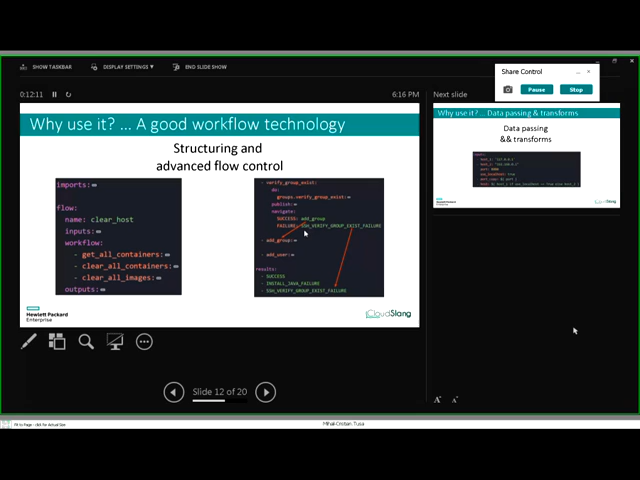 SHOW TASKBAR
DISPLAY SETTINGS
END SLIDE SHOW
Share Control
Pause
Stop
0:12:11
6:16 PM
Next slide
Why use it? ... A good workflow technology
Structuring and
advanced flow control
imports:
flow:
name: clear_host
inputs:
workflow:
- get_all_containers:
- clear_all_containers:
- clear_all_images:
outputs:
- verify_group_exist:
do:
groups.verify_group_exist:
publish:
navigate:
SUCCESS: add_group
FAILURE: SSH_VERIFY_GROUP_EXIST_FAILURE
- add_group:
- add_user:
results:
- SUCCESS
- INSTALL_JAVA_FAILURE
- SSH_VERIFY_GROUP_EXIST_FAILURE
Hewlett Packard
Enterprise
CloudSlang
Why use it? ... Data passing & transforms
Data passing
&& transforms
Slide 12 of 20
A
A
Mihai-Cristian Tusa